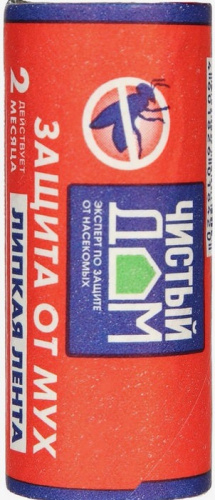 ЧИСТЫЙ
ДОМ
ЭКСПЕРТ ПО ЗАЩИТЕ
ОТ НАСЕКОМЫХ
ЗАЩИТА ОТ МУХ
2 ДЕЙСТВУЕТ
МЕСЯЦА
ЛИПКАЯ ЛЕНТА